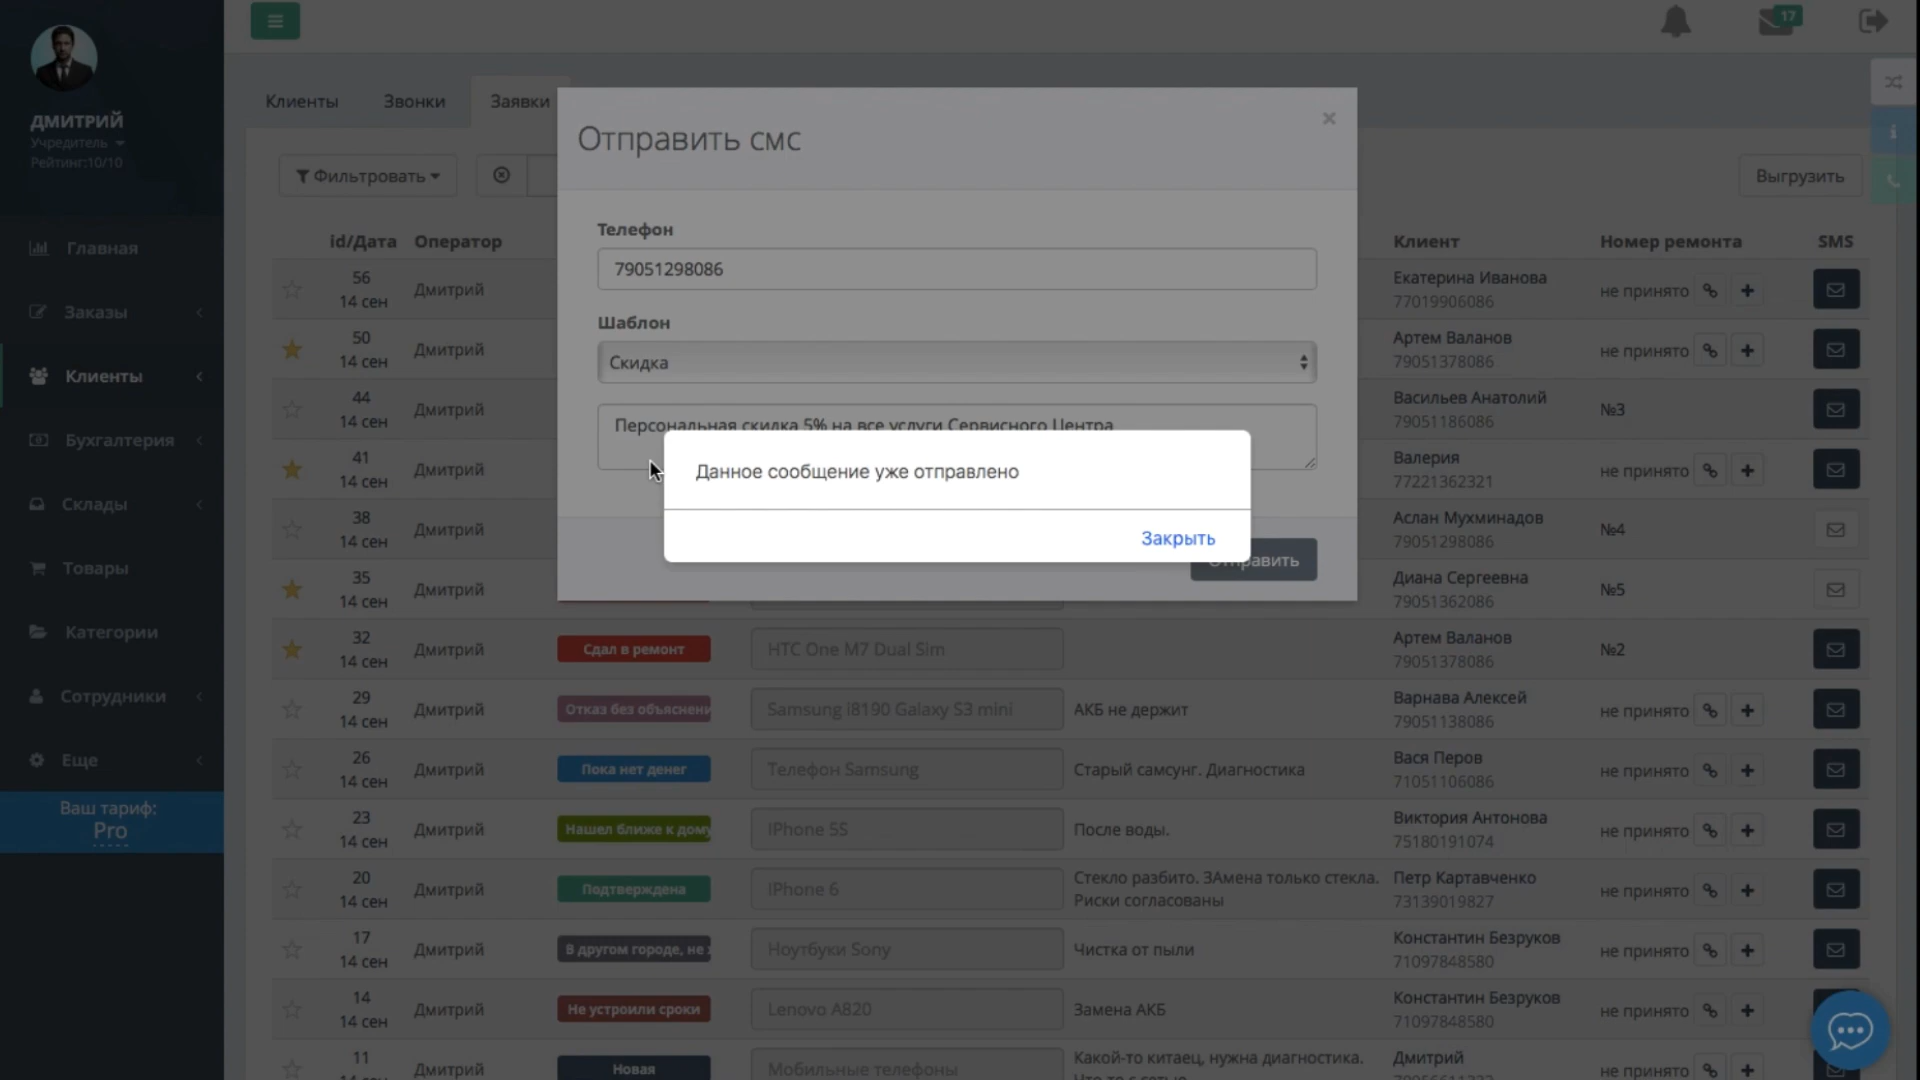 17
ДМИТРИЙ
Учредитель
Рейтинг:10/10
Главная
Заказы
Клиенты
Бухгалтерия
Склады
Товары
Категории
Сотрудники
Еще
Ваш тариф:
Pro
Клиенты Звонки Заявки
Фильтровать
Выгрузить
id/Дата Оператор Клиент Номер ремонта SMS
Отправить смс
×
Телефон
79051298086
Шаблон
Скидка
Персональная скидка 5% на все услуги Сервисного Центра
Данное сообщение уже отправлено
Закрыть
Отправить
56
14 сен Дмитрий Екатерина Иванова
77019906086 не принято
50
14 сен Дмитрий Артем Валанов
79051378086 не принято
44
14 сен Дмитрий Васильев Анатолий
79051186086 №3
41
14 сен Дмитрий Валерия
77221362321 не принято
38
14 сен Дмитрий Аслан Мухминадов
79051298086 №4
35
14 сен Дмитрий Диана Сергеевна
79051362086 №5
32
14 сен Дмитрий Сдал в ремонт HTC One M7 Dual Sim Артем Валанов
79051378086 №2
29
14 сен Дмитрий Отказ без объяснени Samsung i8190 Galaxy S3 mini АКБ не держит Варнава Алексей
79051138086 не принято
26
14 сен Дмитрий Пока нет денег Телефон Samsung Старый самсунг. Диагностика Вася Перов
71051106086 не принято
23
14 сен Дмитрий Нашел ближе к дому iPhone 5S После воды. Виктория Антонова
75180191074 не принято
20
14 сен Дмитрий Подтверждена iPhone 6 Стекло разбито. ЗАмена только стекла.
Риски согласованы Петр Картавченко
73139019827 не принято
17
14 сен Дмитрий В другом городе, не Ноутбуки Sony Чистка от пыли Константин Безруков
71097848580 не принято
14
14 сен Дмитрий Не устроили сроки Lenovo A820 Замена АКБ Константин Безруков
71097848580 не принято
11
Дмитрий Новая Мобильные телефоны Какой-то китаец, нужна диагностика. Дмитрий
не принято